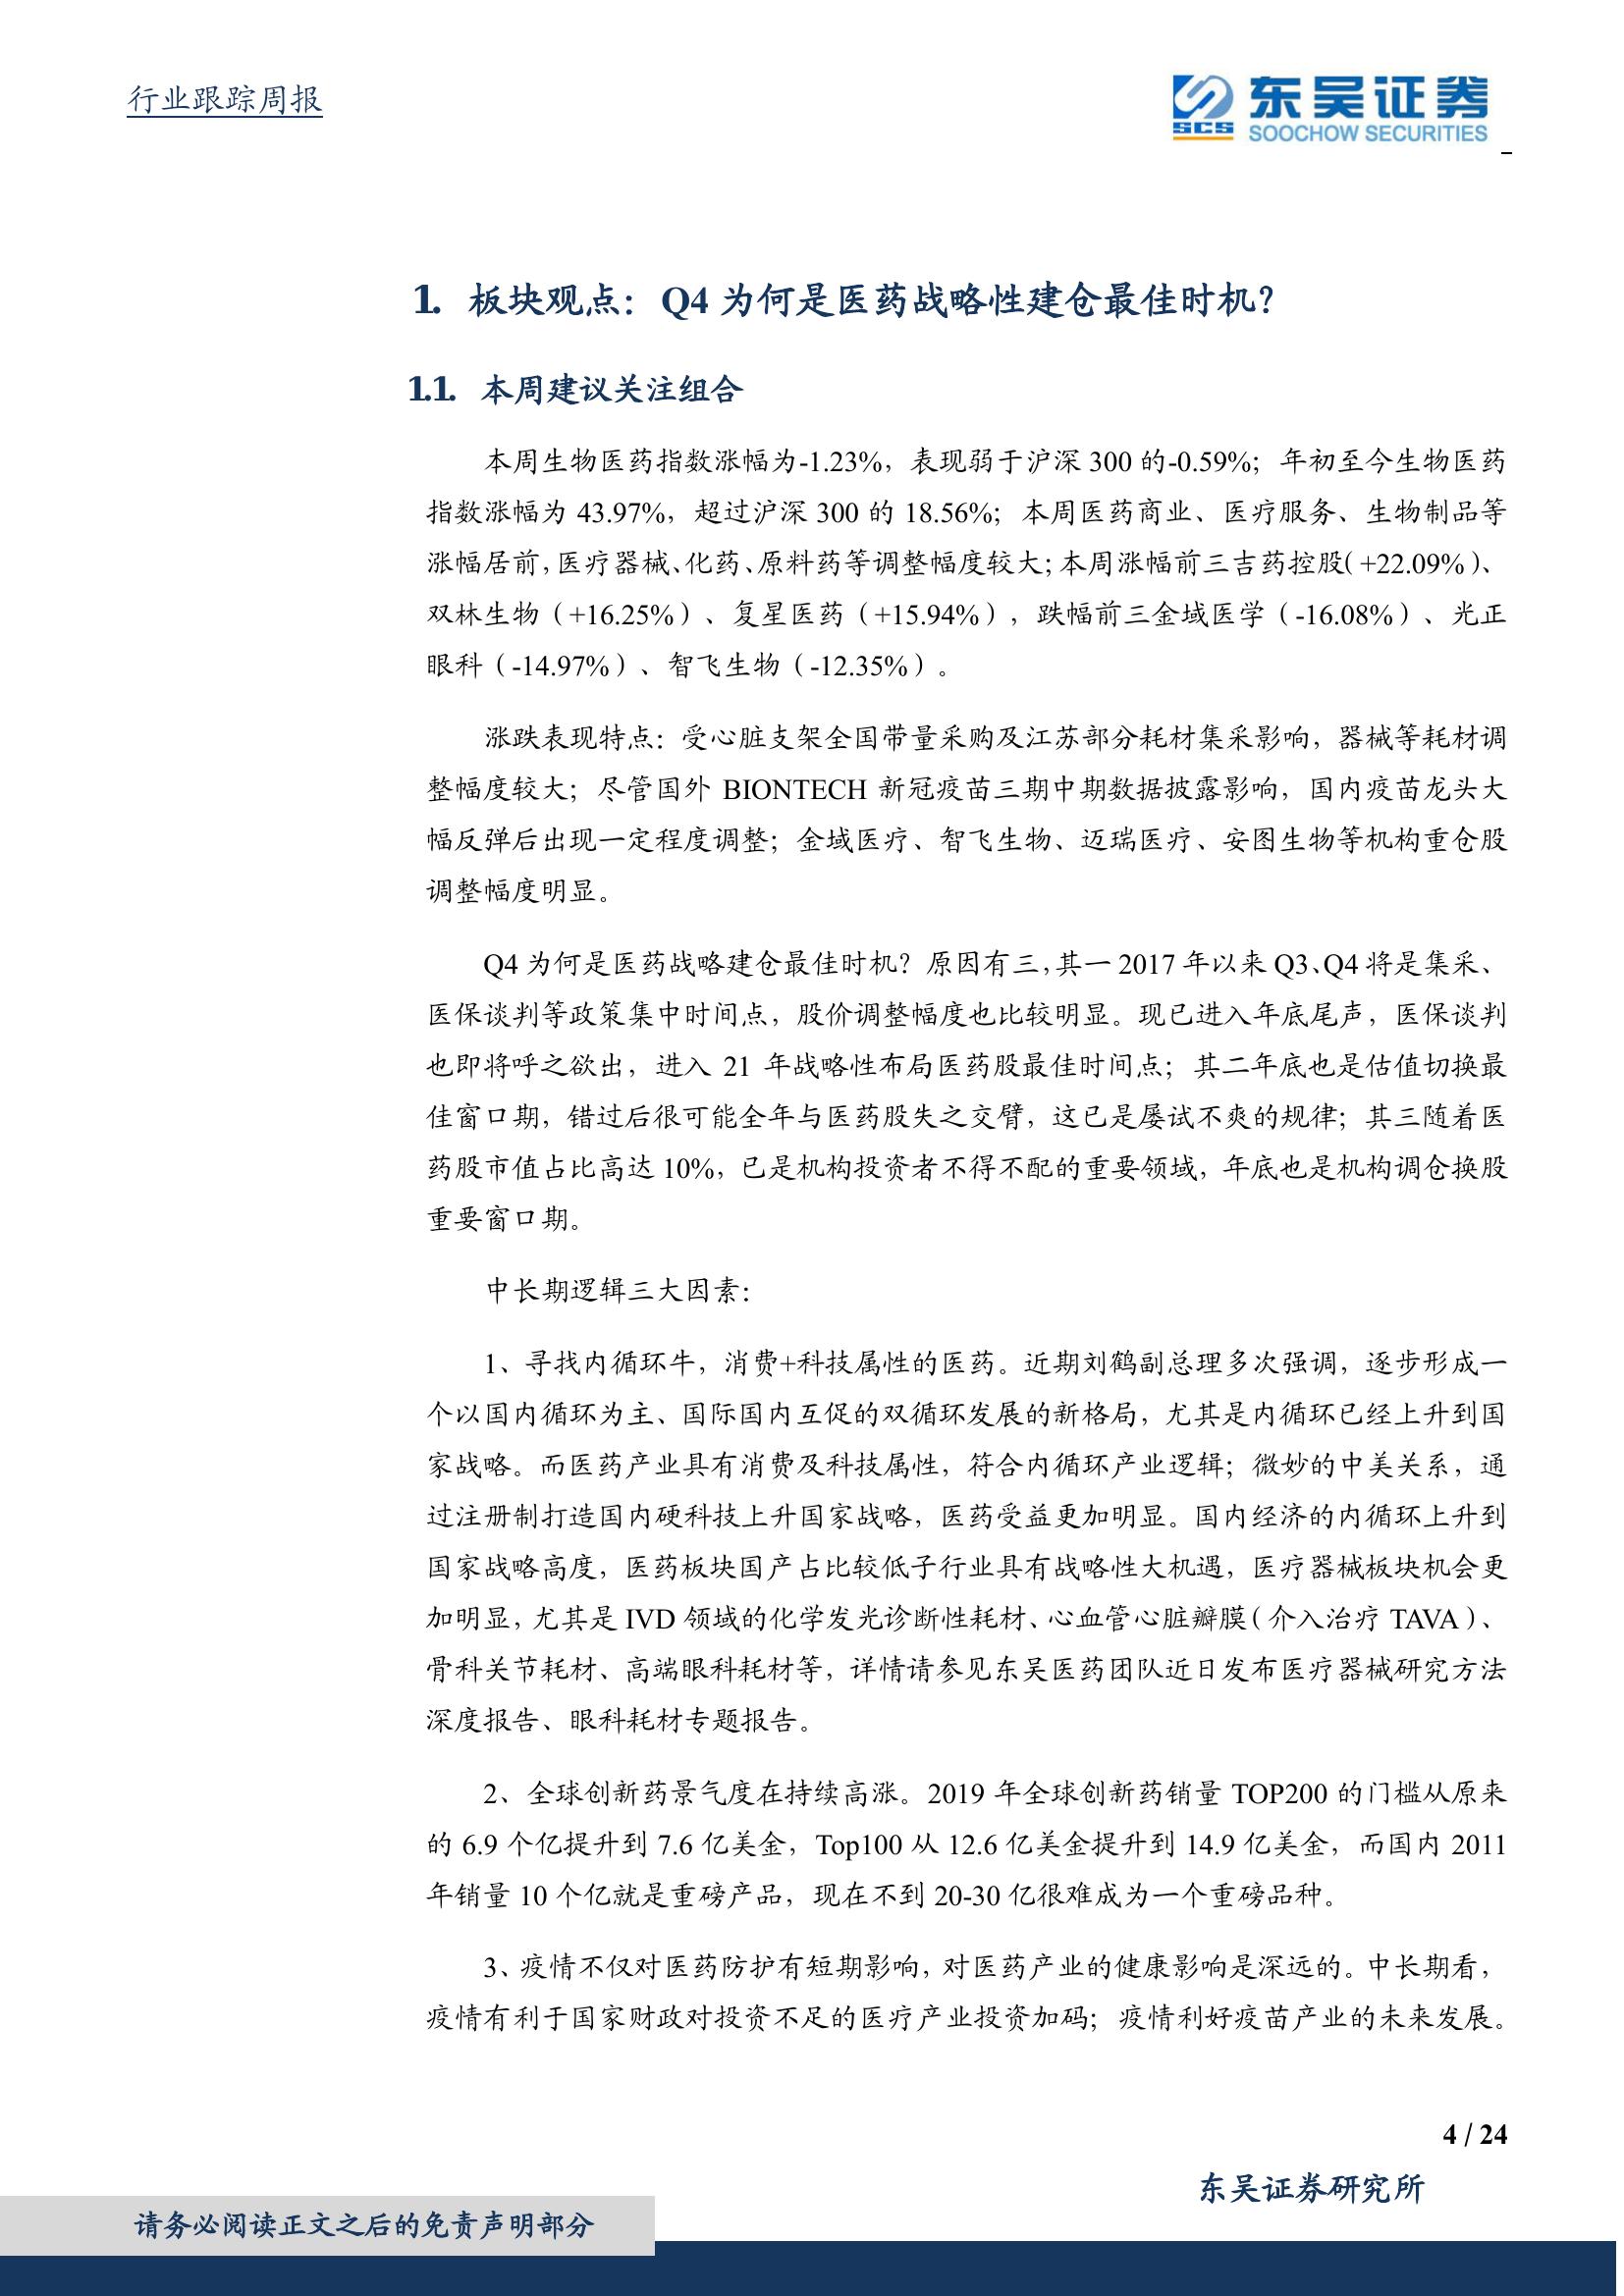 行业跟踪周报
SCS 东吴证券
SOOCHOW SECURITIES
1. 板块观点：Q4 为何是医药战略性建仓最佳时机？
1.1. 本周建议关注组合
本周生物医药指数涨幅为-1.23%，表现弱于沪深 300 的-0.59%；年初至今生物医药
指数涨幅为 43.97%，超过沪深 300 的 18.56%；本周医药商业、医疗服务、生物制品等
涨幅居前，医疗器械、化药、原料药等调整幅度较大；本周涨幅前三吉药控股（+22.09%）、
双林生物（+16.25%）、复星医药（+15.94%），跌幅前三金域医学（-16.08%）、光正
眼科（-14.97%）、智飞生物（-12.35%）。
涨跌表现特点：受心脏支架全国带量采购及江苏部分耗材集采影响，器械等耗材调
整幅度较大；尽管国外 BIONTECH 新冠疫苗三期中期数据披露影响，国内疫苗龙头大
幅反弹后出现一定程度调整；金域医疗、智飞生物、迈瑞医疗、安图生物等机构重仓股
调整幅度明显。
Q4 为何是医药战略建仓最佳时机？原因有三，其一 2017 年以来 Q3、Q4 将是集采、
医保谈判等政策集中时间点，股价调整幅度也比较明显。现已进入年底尾声，医保谈判
也即将呼之欲出，进入 21 年战略性布局医药股最佳时间点；其二年底也是估值切换最
佳窗口期，错过后很可能全年与医药股失之交臂，这已是屡试不爽的规律；其三随着医
药股市值占比高达 10%，已是机构投资者不得不配的重要领域，年底也是机构调仓换股
重要窗口期。
中长期逻辑三大因素：
1、寻找内循环牛，消费+科技属性的医药。近期刘鹤副总理多次强调，逐步形成一
个以国内循环为主、国际国内互促的双循环发展的新格局，尤其是内循环已经上升到国
家战略。而医药产业具有消费及科技属性，符合内循环产业逻辑；微妙的中美关系，通
过注册制打造国内硬科技上升国家战略，医药受益更加明显。国内经济的内循环上升到
国家战略高度，医药板块国产占比较低子行业具有战略性大机遇，医疗器械板块机会更
加明显，尤其是 IVD 领域的化学发光诊断性耗材、心血管心脏瓣膜（介入治疗 TAVA）、
骨科关节耗材、高端眼科耗材等，详情请参见东吴医药团队近日发布医疗器械研究方法
深度报告、眼科耗材专题报告。
2、全球创新药景气度在持续高涨。2019 年全球创新药销量 TOP200 的门槛从原来
的 6.9 个亿提升到 7.6 亿美金，Top100 从 12.6 亿美金提升到 14.9 亿美金，而国内 2011
年销量 10 个亿就是重磅产品，现在不到 20-30 亿很难成为一个重磅品种。
3、疫情不仅对医药防护有短期影响，对医药产业的健康影响是深远的。中长期看，
疫情有利于国家财政对投资不足的医疗产业投资加码；疫情利好疫苗产业的未来发展。
4 / 24
东吴证券研究所
请务必阅读正文之后的免责声明部分